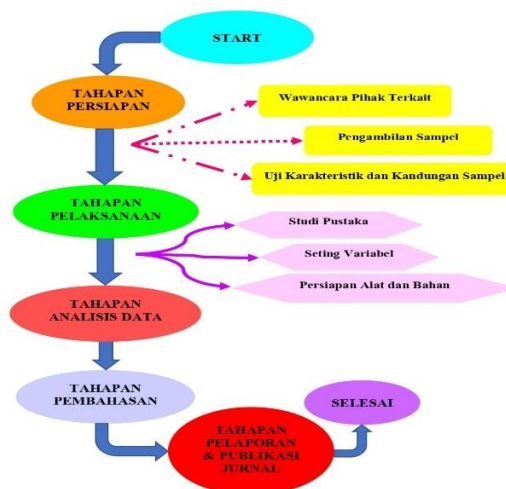 START
TAHAPAN
PERSIAPAN
Wawancara Pihak Terkait
Pengambilan Sampel
Uji Karakteristik dan Kandungan Sampel
TAHAPAN
PELAKSANAAN
Studi Pustaka
Seting Variabel
Persiapan Alat dan Bahan
TAHAPAN
ANALISIS DATA
TAHAPAN
PEMBAHASAN
SELESAI
TAHAPAN
PELAPORAN
& PUBLIKASI
JURNAL